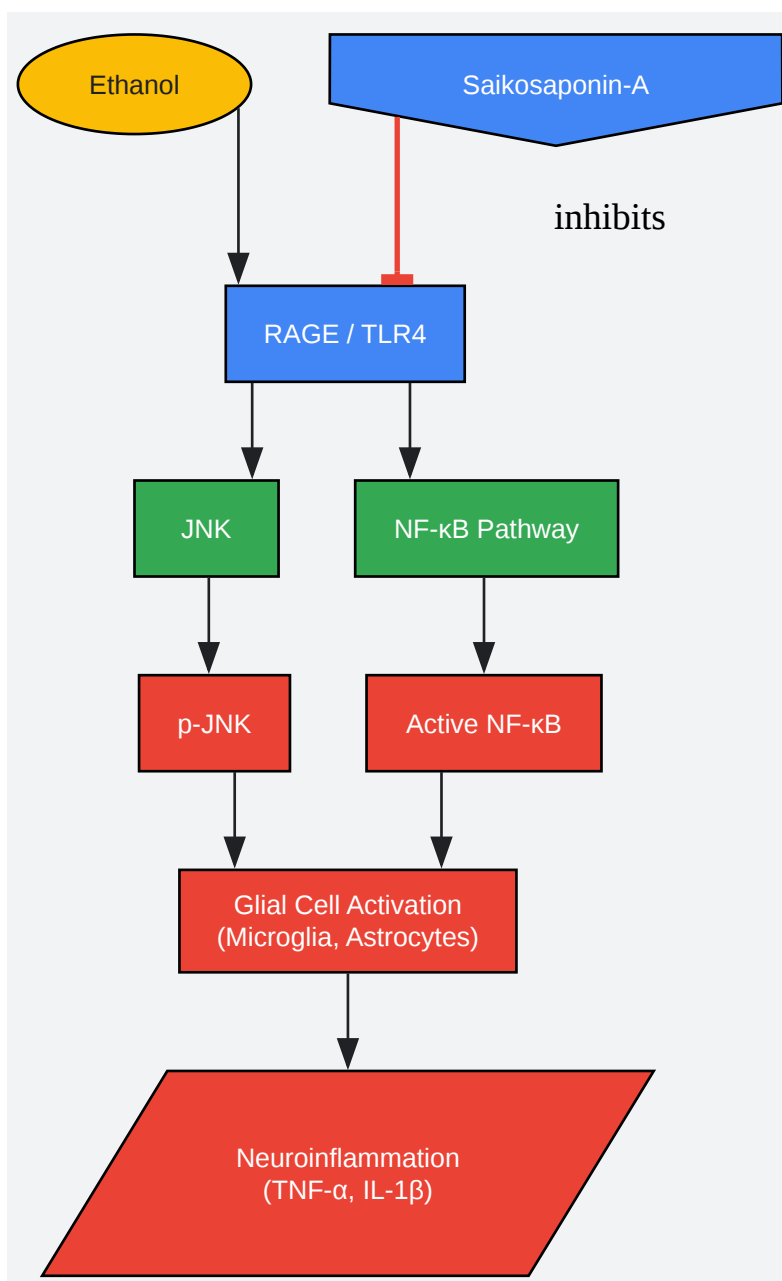 Ethanol
Saikosaponin-A
inhibits
RAGE / TLR4
JNK
NF-κB Pathway
p-JNK
Active NF-κB
Glial Cell Activation
(Microglia, Astrocytes)
Neuroinflammation
(TNF-α, IL-1β)